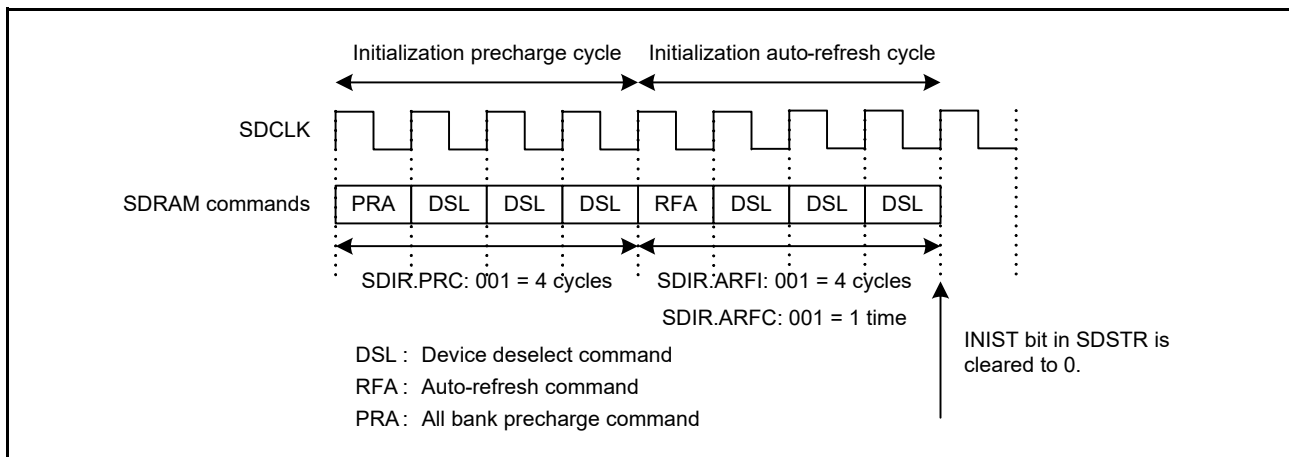 Initialization precharge cycle Initialization auto-refresh cycle
SDCLK
SDRAM commands PRA DSL DSL DSL RFA DSL DSL DSL
SDIR.PRC: 001 = 4 cycles SDIR.ARFI: 001 = 4 cycles
SDIR.ARFC: 001 = 1 time
INIST bit in SDSTR is
cleared to 0.
DSL : Device deselect command
RFA : Auto-refresh command
PRA : All bank precharge command